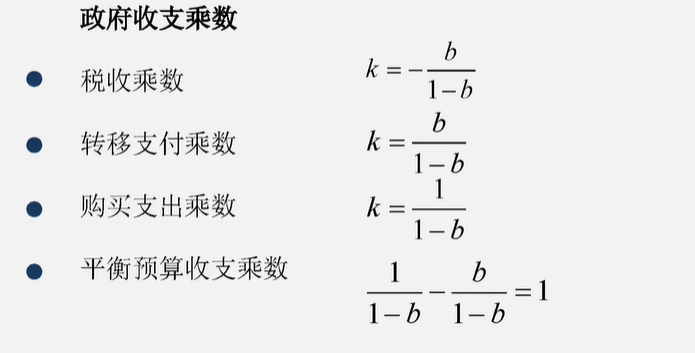 政府收支乘数
● 税收乘数 $k=-\frac{b}{1-b}$
● 转移支付乘数 $k=\frac{b}{1-b}$
● 购买支出乘数 $k=\frac{1}{1-b}$
● 平衡预算收支乘数 $\frac{1}{1-b}-\frac{b}{1-b}=1$